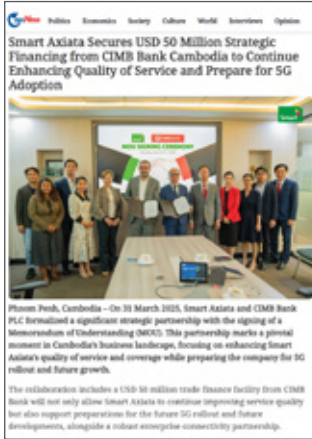 Politics Economics Society Culture World Interviews Opinion
Smart Axiata Secures USD 50 Million Strategic
Financing from CIMB Bank Cambodia to Continue
Enhancing Quality of Service and Prepare for 5G
Adoption
Smart
MOU SIGNING CEREMONY
Phnom Penh, Cambodia – On 31 March 2025, Smart Axiata and CIMB Bank
PLC formalized a significant strategic partnership with the signing of a
Memorandum of Understanding (MOU). This partnership marks a pivotal
moment in Cambodia's business landscape, focusing on enhancing Smart
Axiata's quality of service and coverage while preparing the company for 5G
rollout and future growth.
The collaboration includes a USD 50 million trade finance facility from CIMB
Bank will not only allow Smart Axiata to continue improving service quality
but also support preparations for the future 5G rollout and future
developments, alongside a robust enterprise connectivity partnership.